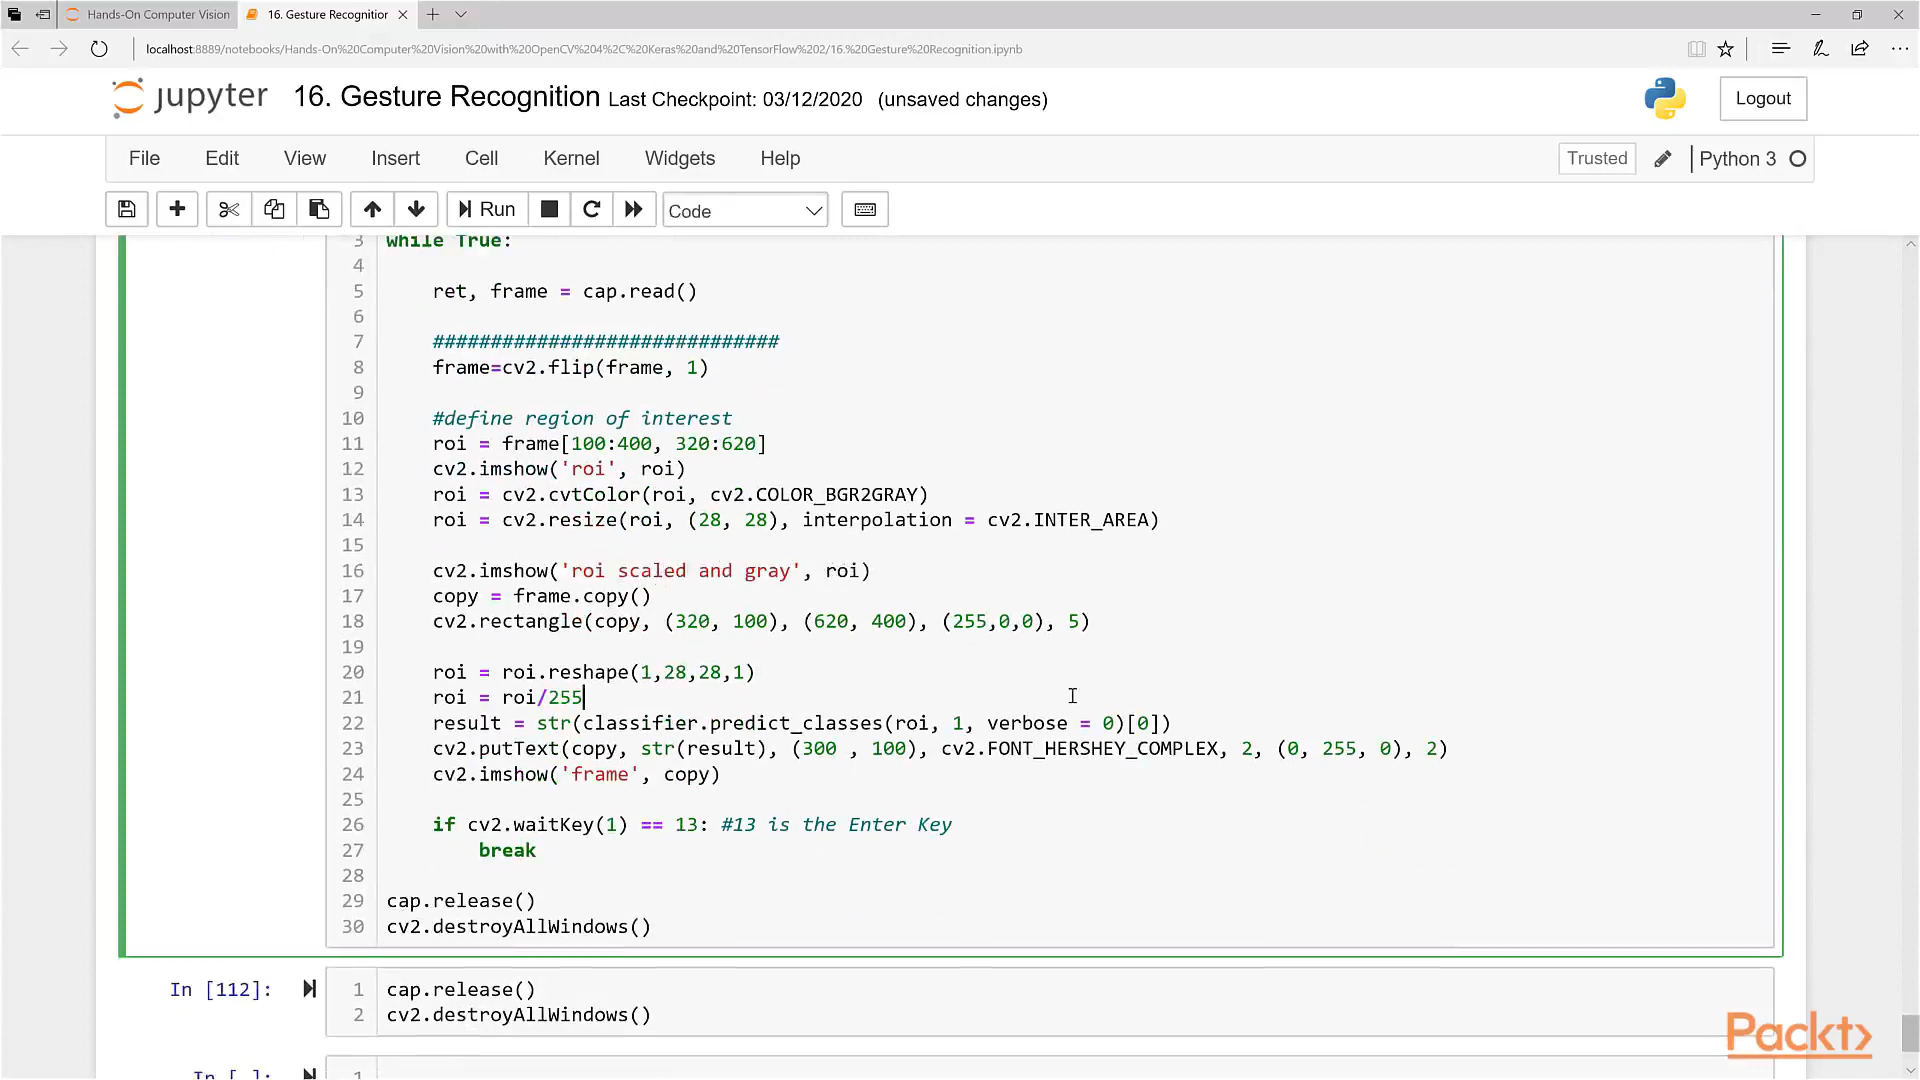 Hands-On Computer Vision
16. Gesture Recognition
localhost:8889/notebooks/Hands-On%20Computer%20Vision%20with%20OpenCV%204%2C%20Keras%20and%20TensorFlow%202/16.%20Gesture%20Recognition.ipynb
jupyter 16. Gesture Recognition Last Checkpoint: 03/12/2020 (unsaved changes)
Logout
File Edit View Insert Cell Kernel Widgets Help
Trusted Python 3
Run Code
3 while True:
4
5 ret, frame = cap.read()
6
7 ##############################
8 frame=cv2.flip(frame, 1)
9
10 #define region of interest
11 roi = frame[100:400, 320:620]
12 cv2.imshow('roi', roi)
13 roi = cv2.cvtColor(roi, cv2.COLOR_BGR2GRAY)
14 roi = cv2.resize(roi, (28, 28), interpolation = cv2.INTER_AREA)
15
16 cv2.imshow('roi scaled and gray', roi)
17 copy = frame.copy()
18 cv2.rectangle(copy, (320, 100), (620, 400), (255,0,0), 5)
19
20 roi = roi.reshape(1,28,28,1)
21 roi = roi/255
22 result = str(classifier.predict_classes(roi, 1, verbose = 0)[0])
23 cv2.putText(copy, str(result), (300 , 100), cv2.FONT_HERSHEY_COMPLEX, 2, (0, 255, 0), 2)
24 cv2.imshow('frame', copy)
25
26 if cv2.waitKey(1) == 13: #13 is the Enter Key
27 break
28
29 cap.release()
30 cv2.destroyAllWindows()
In [112]: 1 cap.release()
2 cv2.destroyAllWindows()
Packt>
In [ ]: 1